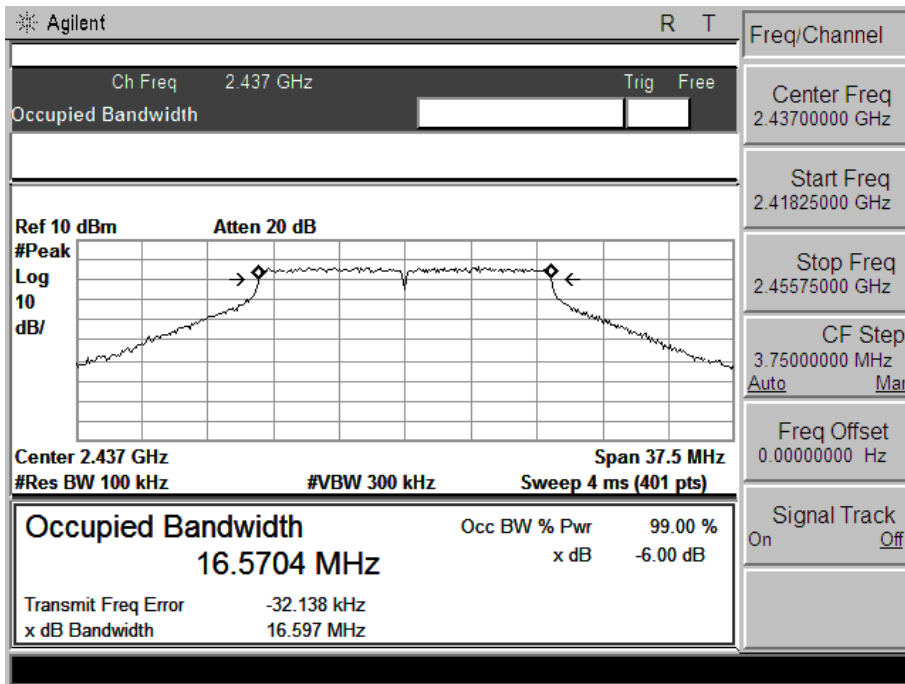 Agilent R T
Ch Freq 2.437 GHz Trig Free
Occupied Bandwidth
Ref 10 dBm Atten 20 dB
#Peak
Log
10
dB/
Center 2.437 GHz Span 37.5 MHz
#Res BW 100 kHz #VBW 300 kHz Sweep 4 ms (401 pts)
Occupied Bandwidth Occ BW % Pwr 99.00 %
16.5704 MHz x dB -6.00 dB
Transmit Freq Error -32.138 kHz
x dB Bandwidth 16.597 MHz
Freq/Channel
Center Freq
2.43700000 GHz
Start Freq
2.41825000 GHz
Stop Freq
2.45575000 GHz
CF Step
3.75000000 MHz
Auto Man
Freq Offset
0.00000000 Hz
Signal Track
On Off